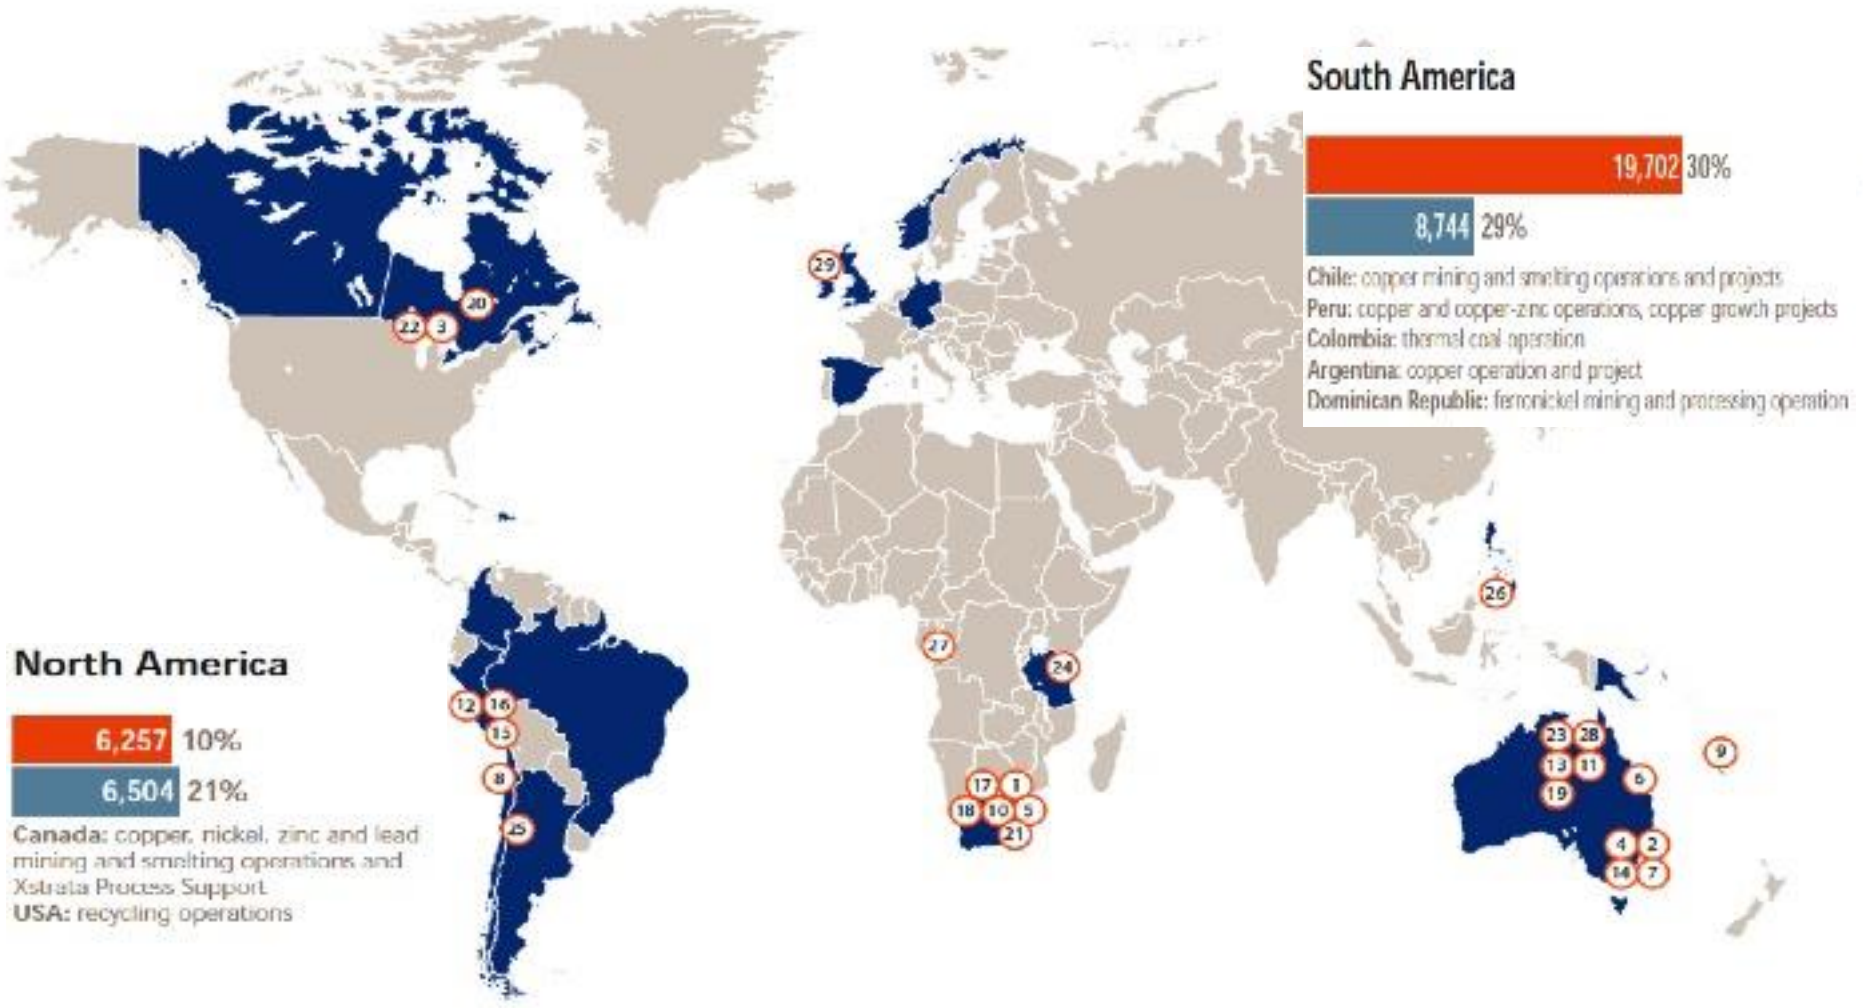 South America
19,702 30%
8,744 29%
Chile: copper mining and smelting operations and projects
Peru: copper and copper-zinc operations, copper growth projects
Colombia: thermal coal operation
Argentina: copper operation and project
Dominican Republic: ferronickel mining and processing operation
29
20
22 3
26
27
24
North America
6,257 10%
6,504 21%
Canada: copper, nickel, zinc and lead
mining and smelting operations and
Xstrata Process Support
USA: recycling operations
12 16
15
8
25
17 1
18 10 5
21
23 28
9
13 11
6
19
4 2
14 7